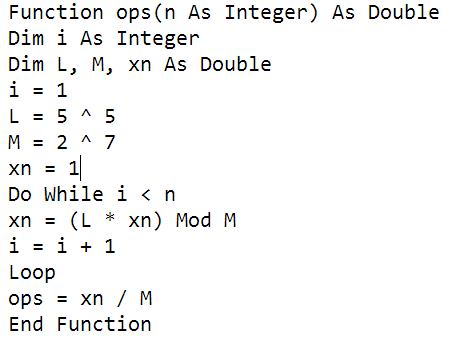 Function ops(n As Integer) As Double
Dim i As Integer
Dim L, M, xn As Double
i = 1
L = 5 ^ 5
M = 2 ^ 7
xn = 1
Do While i < n
xn = (L * xn) Mod M
i = i + 1
Loop
ops = xn / M
End Function